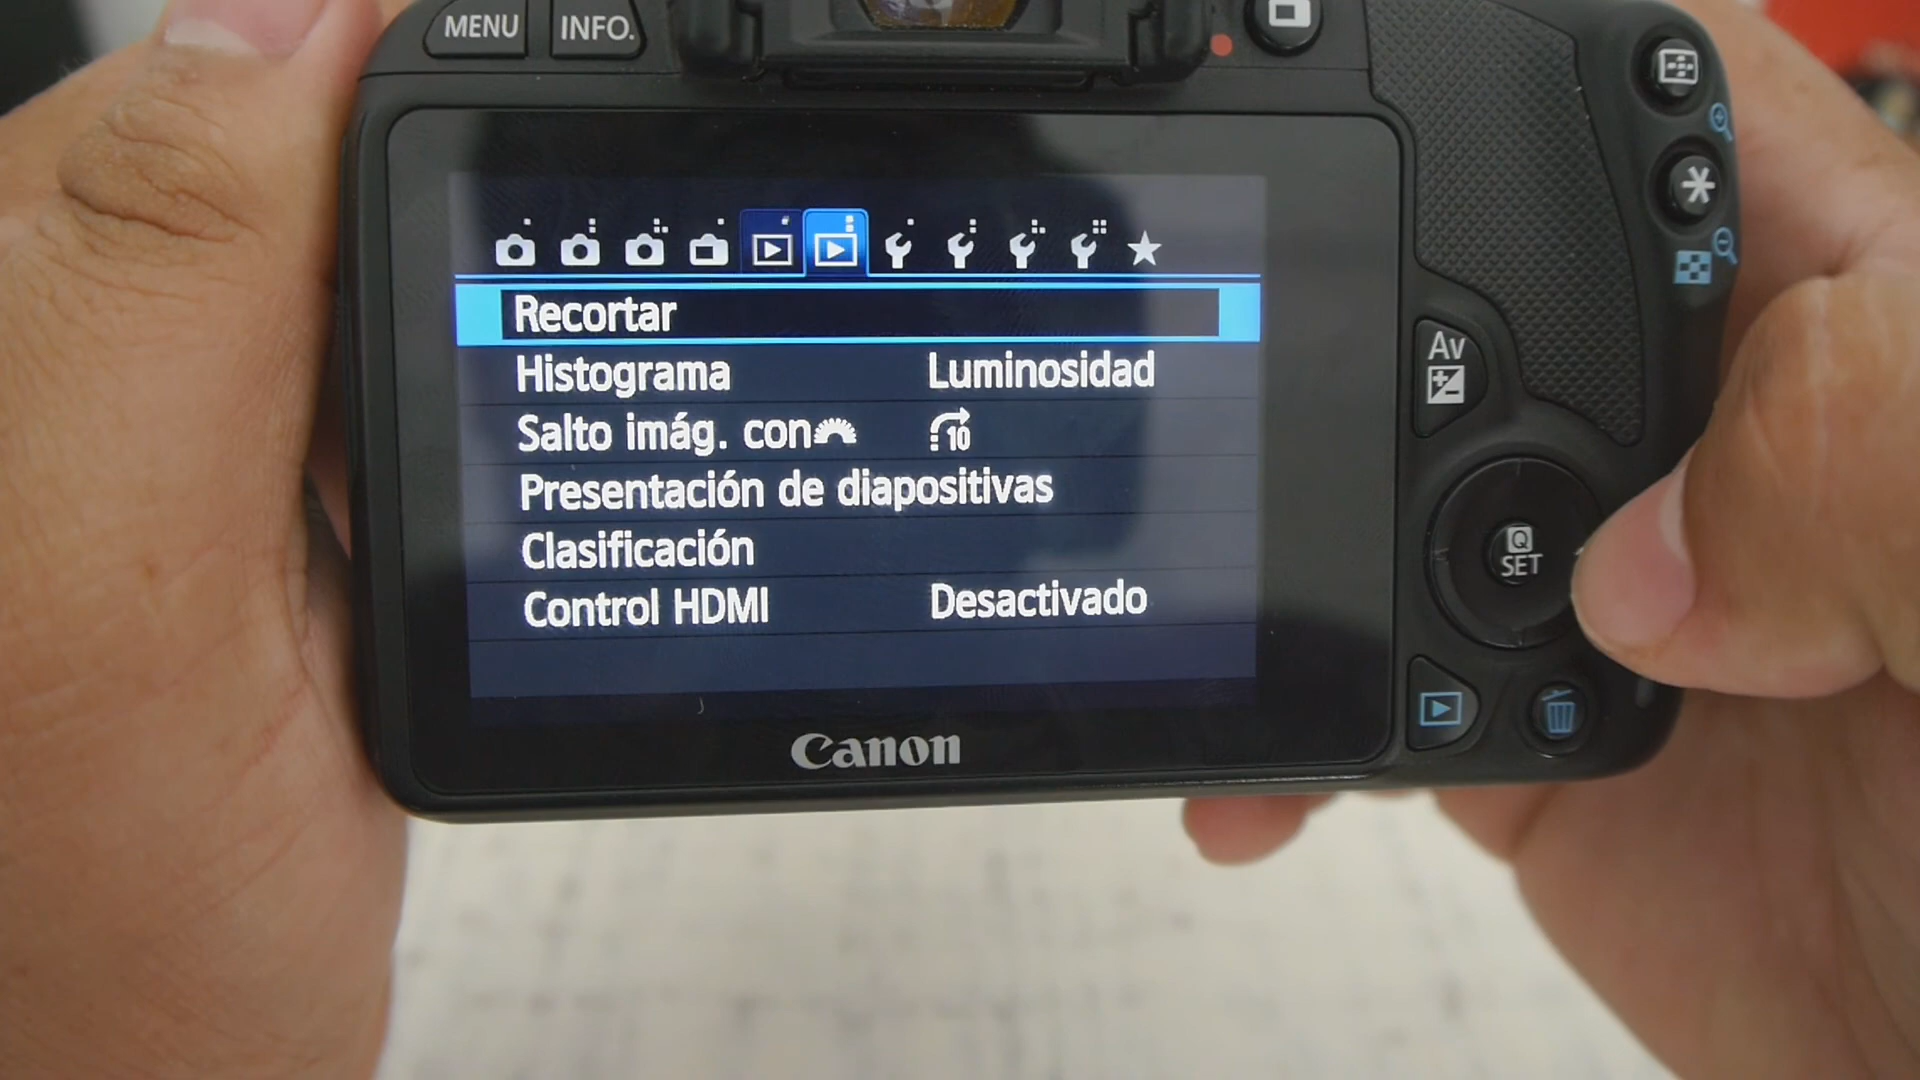 MENU INFO.
Recortar
Histograma Luminosidad
Salto imág. con 10
Presentación de diapositivas
Clasificación
Control HDMI Desactivado
Canon
Av
Q
SET